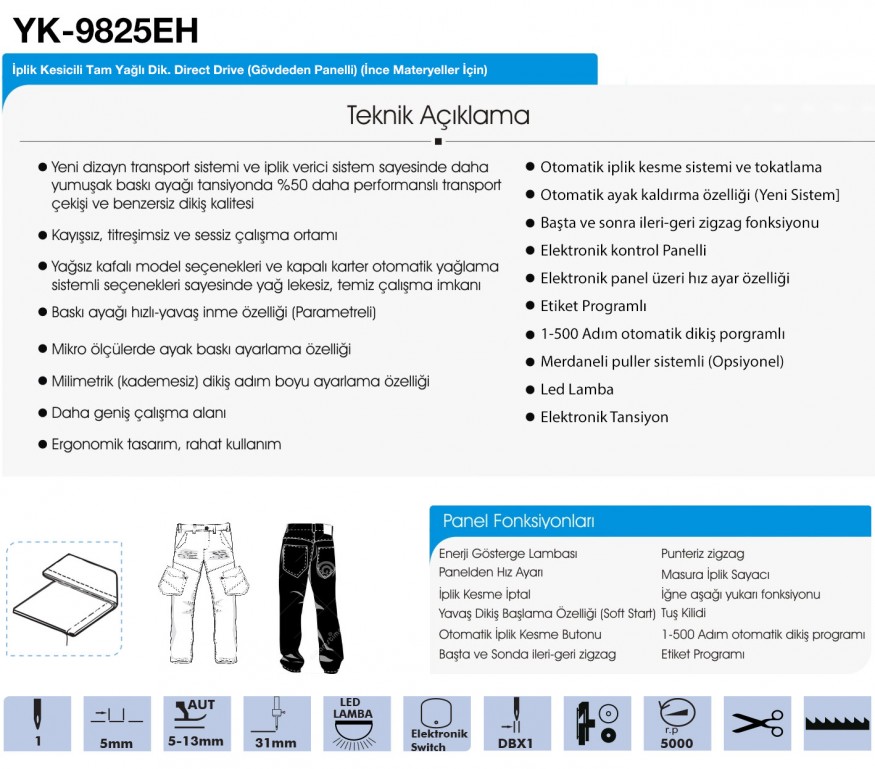 YK-9825EH
İplik Kesicili Tam Yağlı Dik. Direct Drive (Gövdeden Panelli) (İnce Materyeller İçin)
Teknik Açıklama
Yeni dizayn transport sistemi ve iplik verici sistem sayesinde daha
yumuşak baskı ayağı tansiyonda %50 daha performanslı transport
çekişi ve benzersiz dikiş kalitesi
Kayışsız, titreşimsiz ve sessiz çalışma ortamı
Yağsız kafalı model seçenekleri ve kapalı karter otomatik yağlama
sistemli seçenekleri sayesinde yağ lekesiz, temiz çalışma imkanı
Baskı ayağı hızlı-yavaş inme özelliği (Parametreli)
Mikro ölçülerde ayak baskı ayarlama özelliği
Milimetrik (kademesiz) dikiş adım boyu ayarlama özelliği
Daha geniş çalışma alanı
Ergonomik tasarım, rahat kullanım
Otomatik iplik kesme sistemi ve tokatlama
Otomatik ayak kaldırma özelliği (Yeni Sistem]
Başta ve sonra ileri-geri zigzag fonksiyonu
Elektronik kontrol Panelli
Elektronik panel üzeri hız ayar özelliği
Etiket Programlı
1-500 Adım otomatik dikiş porgramlı
Merdaneli puller sistemli (Opsiyonel)
Led Lamba
Elektronik Tansiyon
Panel Fonksiyonları
Enerji Gösterge Lambası
Panelden Hız Ayarı
İplik Kesme İptal
Yavaş Dikiş Başlama Özelliği (Soft Start)
Otomatik İplik Kesme Butonu
Başta ve Sonda ileri-geri zigzag
Punteriz zigzag
Masura İplik Sayacı
İğne aşağı yukarı fonksiyonu
Tuş Kilidi
1-500 Adım otomatik dikiş programı
Etiket Programı
1
5mm
AUT
5-13mm
31mm
LED
LAMBA
Elektronik
Switch
DBX1
r.p
5000